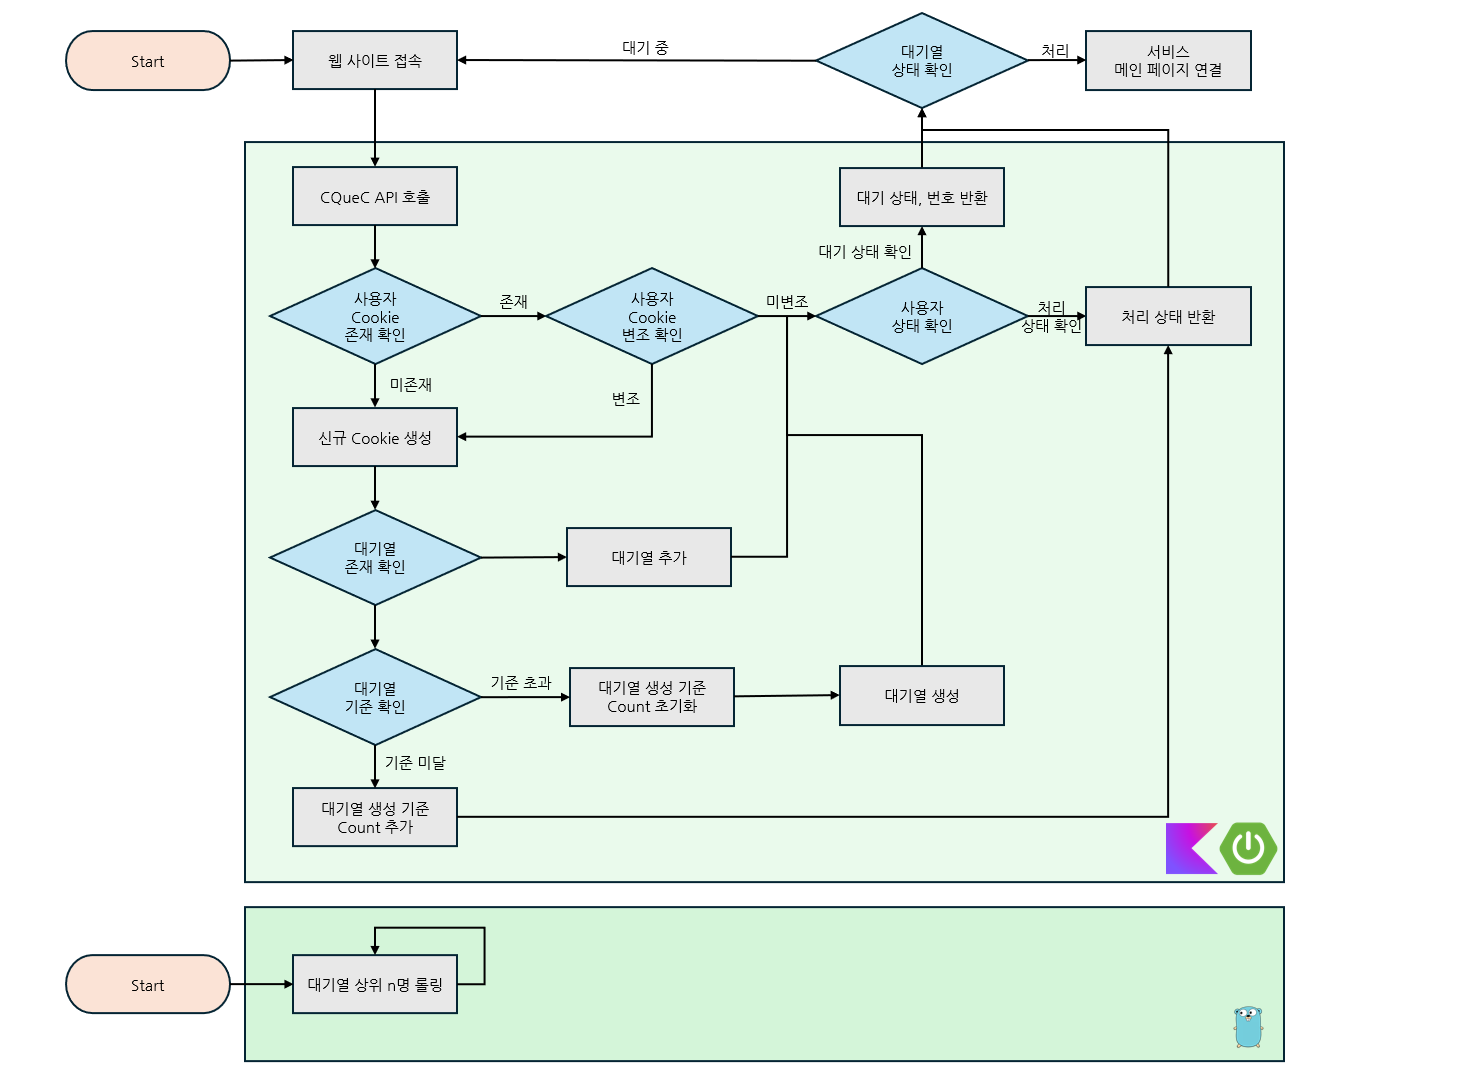 Start
웹 사이트 접속
대기 중
대기열
상태 확인
처리
서비스
메인 페이지 연결
CQueC API 호출
대기 상태, 번호 반환
대기 상태 확인
사용자
Cookie
존재 확인
존재
사용자
Cookie
변조 확인
미변조
사용자
상태 확인
처리
상태 확인
처리 상태 반환
미존재
변조
신규 Cookie 생성
대기열
존재 확인
대기열 추가
대기열
기준 확인
기준 초과
대기열 생성 기준
Count 초기화
대기열 생성
기준 미달
대기열 생성 기준
Count 추가
Start
대기열 상위 n명 롤링